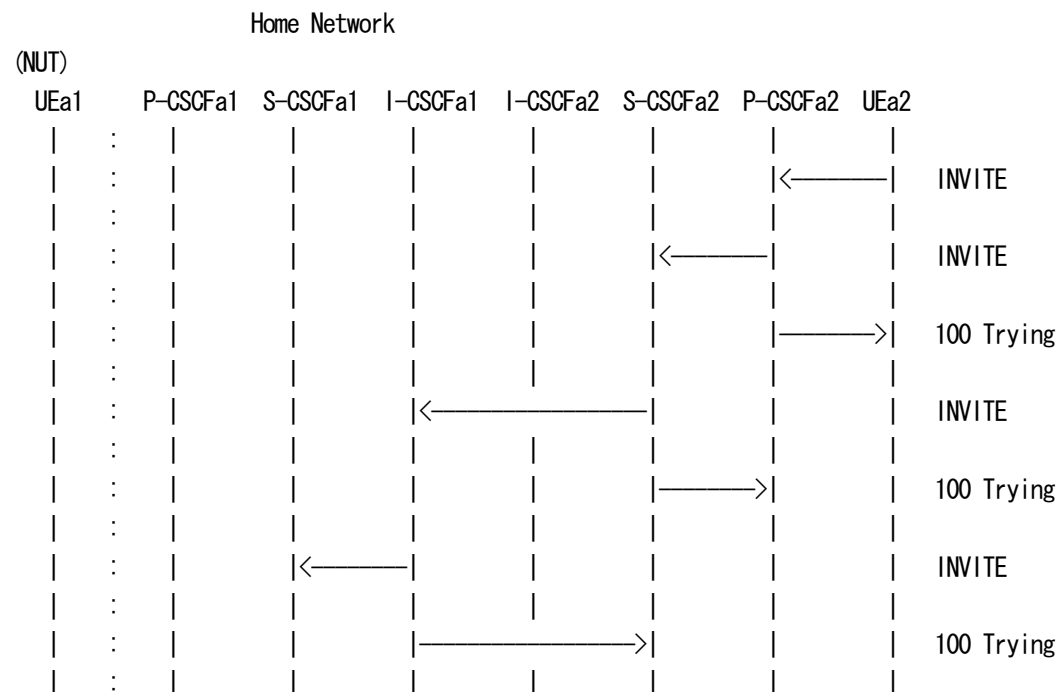 Home Network
(NUT)
UEa1 : P-CSCFa1 S-CSCFa1 I-CSCFa1 I-CSCFa2 S-CSCFa2 P-CSCFa2 UEa2
INVITE
INVITE
100 Trying
INVITE
100 Trying
INVITE
100 Trying